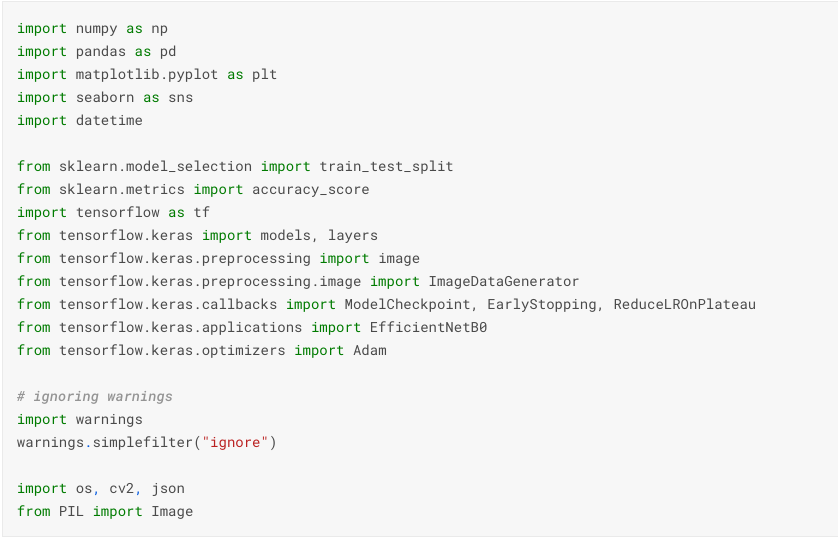 import numpy as np
import pandas as pd
import matplotlib.pyplot as plt
import seaborn as sns
import datetime
from sklearn.model_selection import train_test_split
from sklearn.metrics import accuracy_score
import tensorflow as tf
from tensorflow.keras import models, layers
from tensorflow.keras.preprocessing import image
from tensorflow.keras.preprocessing.image import ImageDataGenerator
from tensorflow.keras.callbacks import ModelCheckpoint, EarlyStopping, ReduceLROnPlateau
from tensorflow.keras.applications import EfficientNetB0
from tensorflow.keras.optimizers import Adam
# ignoring warnings
import warnings
warnings.simplefilter("ignore")
import os, cv2, json
from PIL import Image